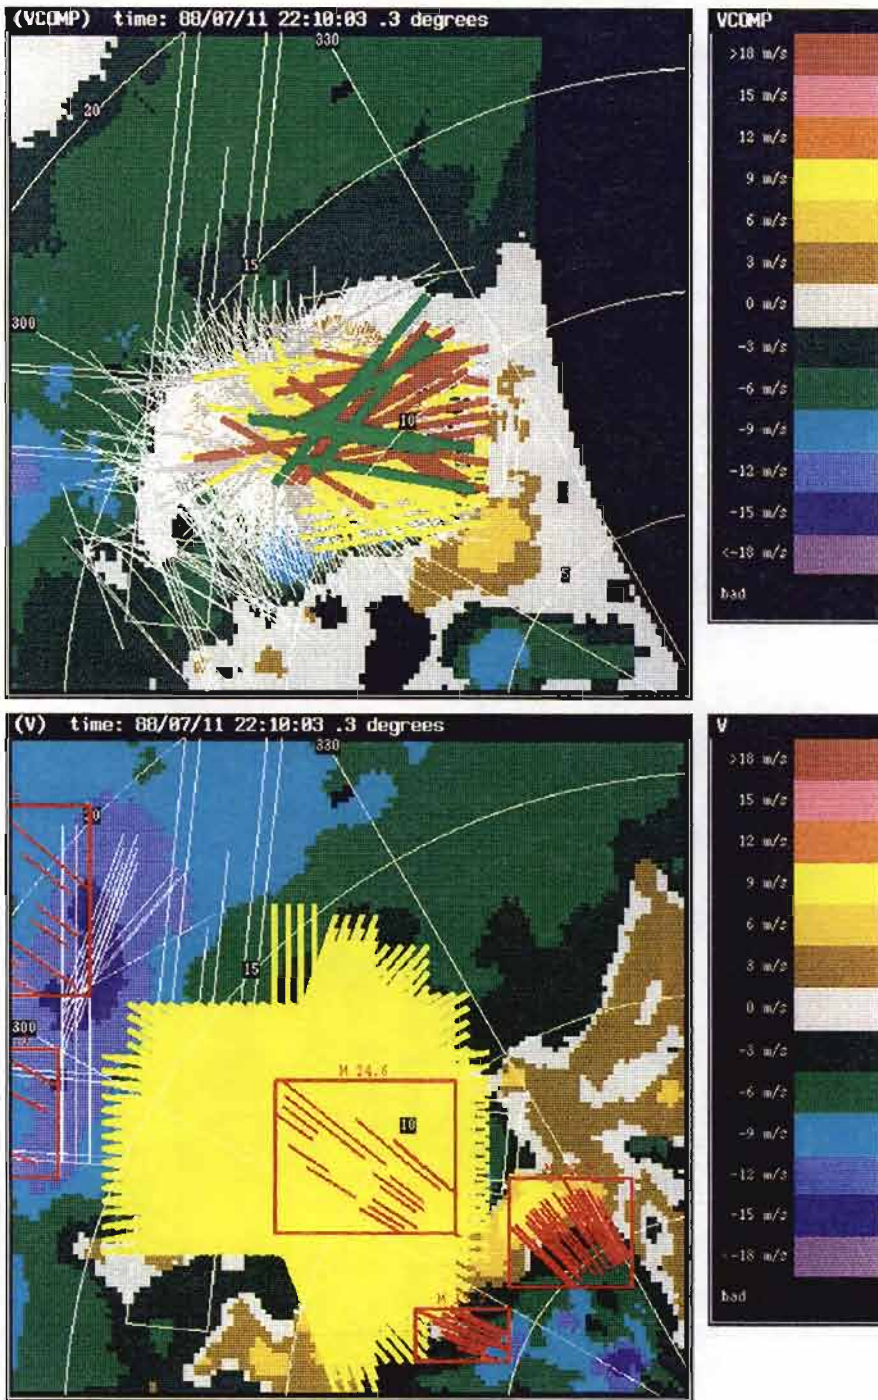 (VCOMP) time: 88/07/11 22:10:03 .3 degrees
330
20
15
300
10
5
VCOMP
>18 m/s
15 m/s
12 m/s
9 m/s
6 m/s
3 m/s
0 m/s
-3 m/s
-6 m/s
-9 m/s
-12 m/s
-15 m/s
<-18 m/s
bad
(V) time: 88/07/11 22:10:03 .3 degrees
330
20
15
300
M 24.6
10
M
M
V
>18 m/s
15 m/s
12 m/s
9 m/s
6 m/s
3 m/s
0 m/s
-3 m/s
-6 m/s
-9 m/s
-12 m/s
-15 m/s
<-18 m/s
bad